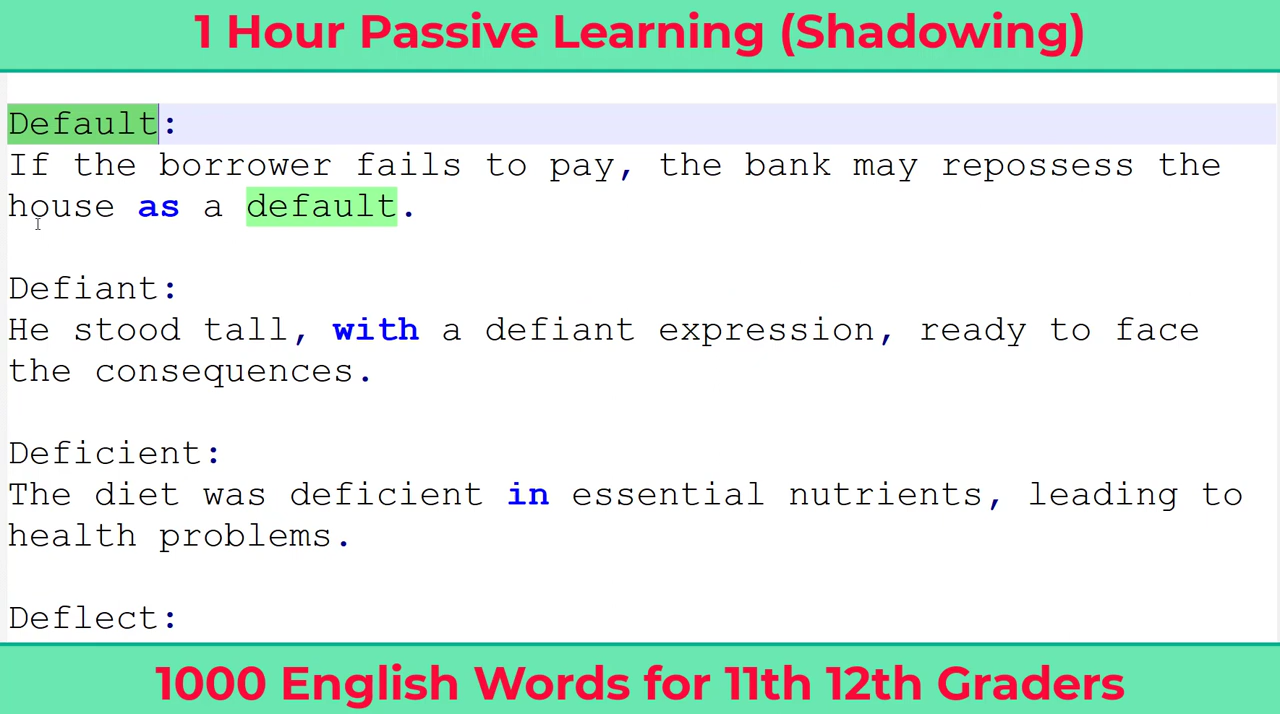 1 Hour Passive Learning (Shadowing)
Default:
If the borrower fails to pay, the bank may repossess the
house as a default.
Defiant:
He stood tall, with a defiant expression, ready to face
the consequences.
Deficient:
The diet was deficient in essential nutrients, leading to
health problems.
Deflect:
1000 English Words for 11th 12th Graders